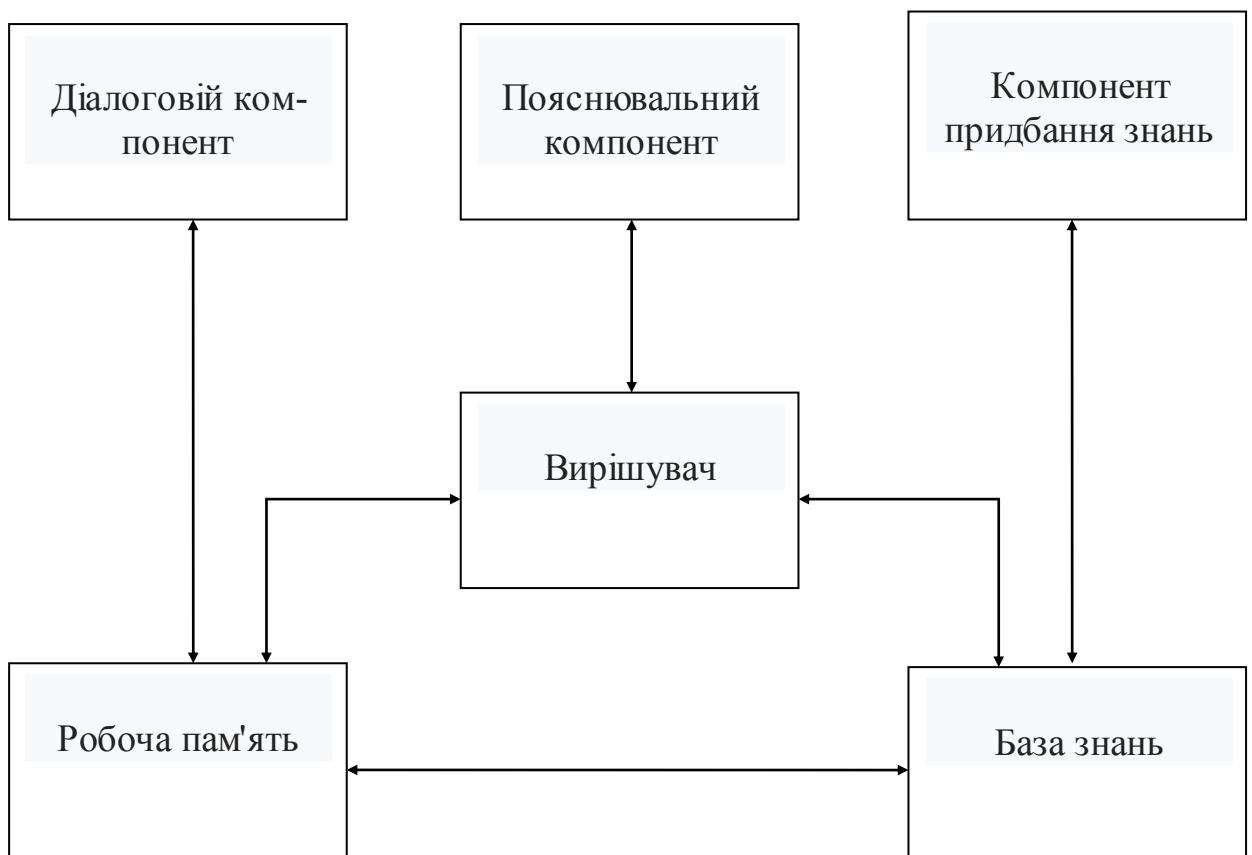 Діалоговій ком-
понент
Пояснювальний
компонент
Компонент
придбання знань
Вирішувач
Робоча пам'ять
База знань